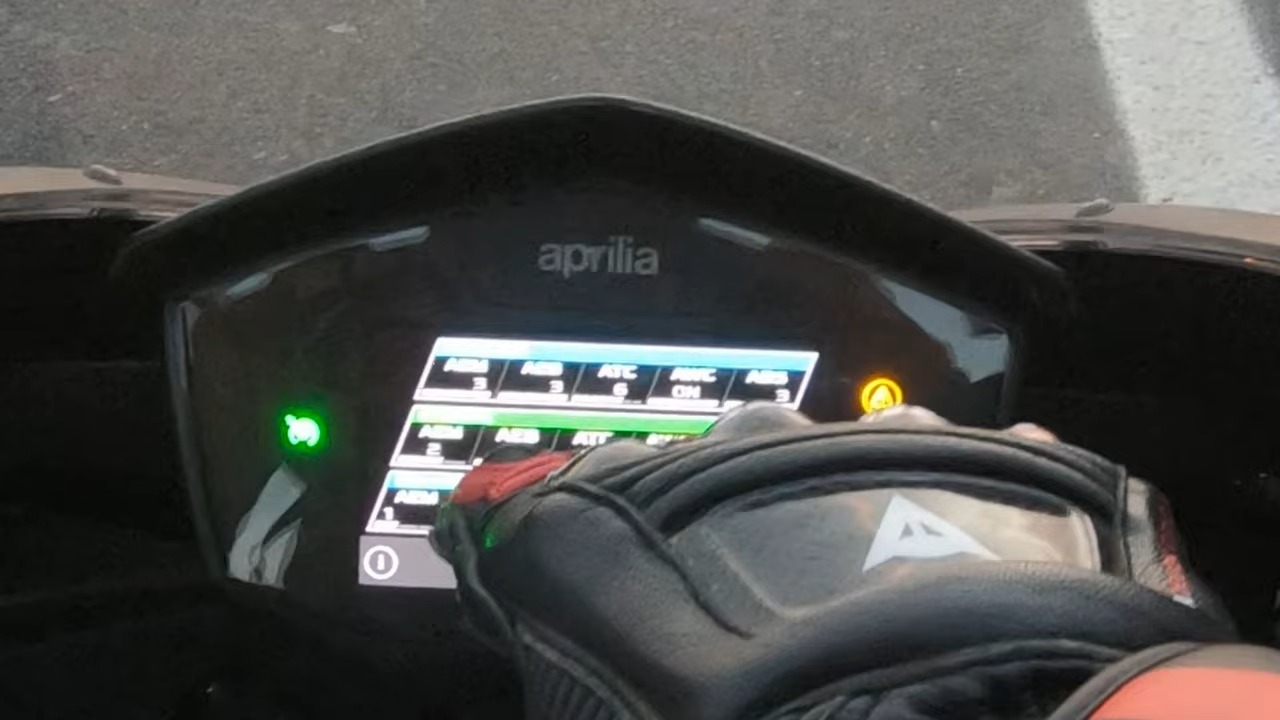 aprilia
AEM AEB ATC AWC ABS
3 3 6 ON 3
AEM AEB ATC
2
AEM
1